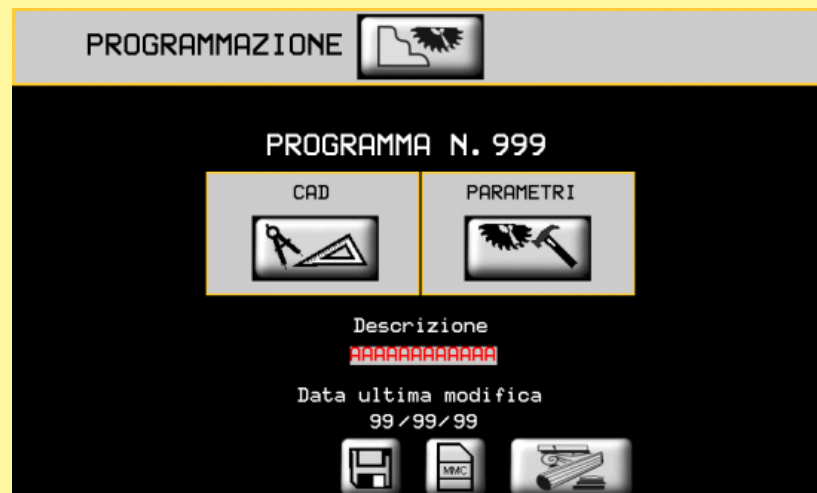 PROGRAMMAZIONE
PROGRAMMA N. 999
CAD PARAMETRI
Descrizione
AAAAAAAAAAAA
Data ultima modifica
99/99/99
MMC